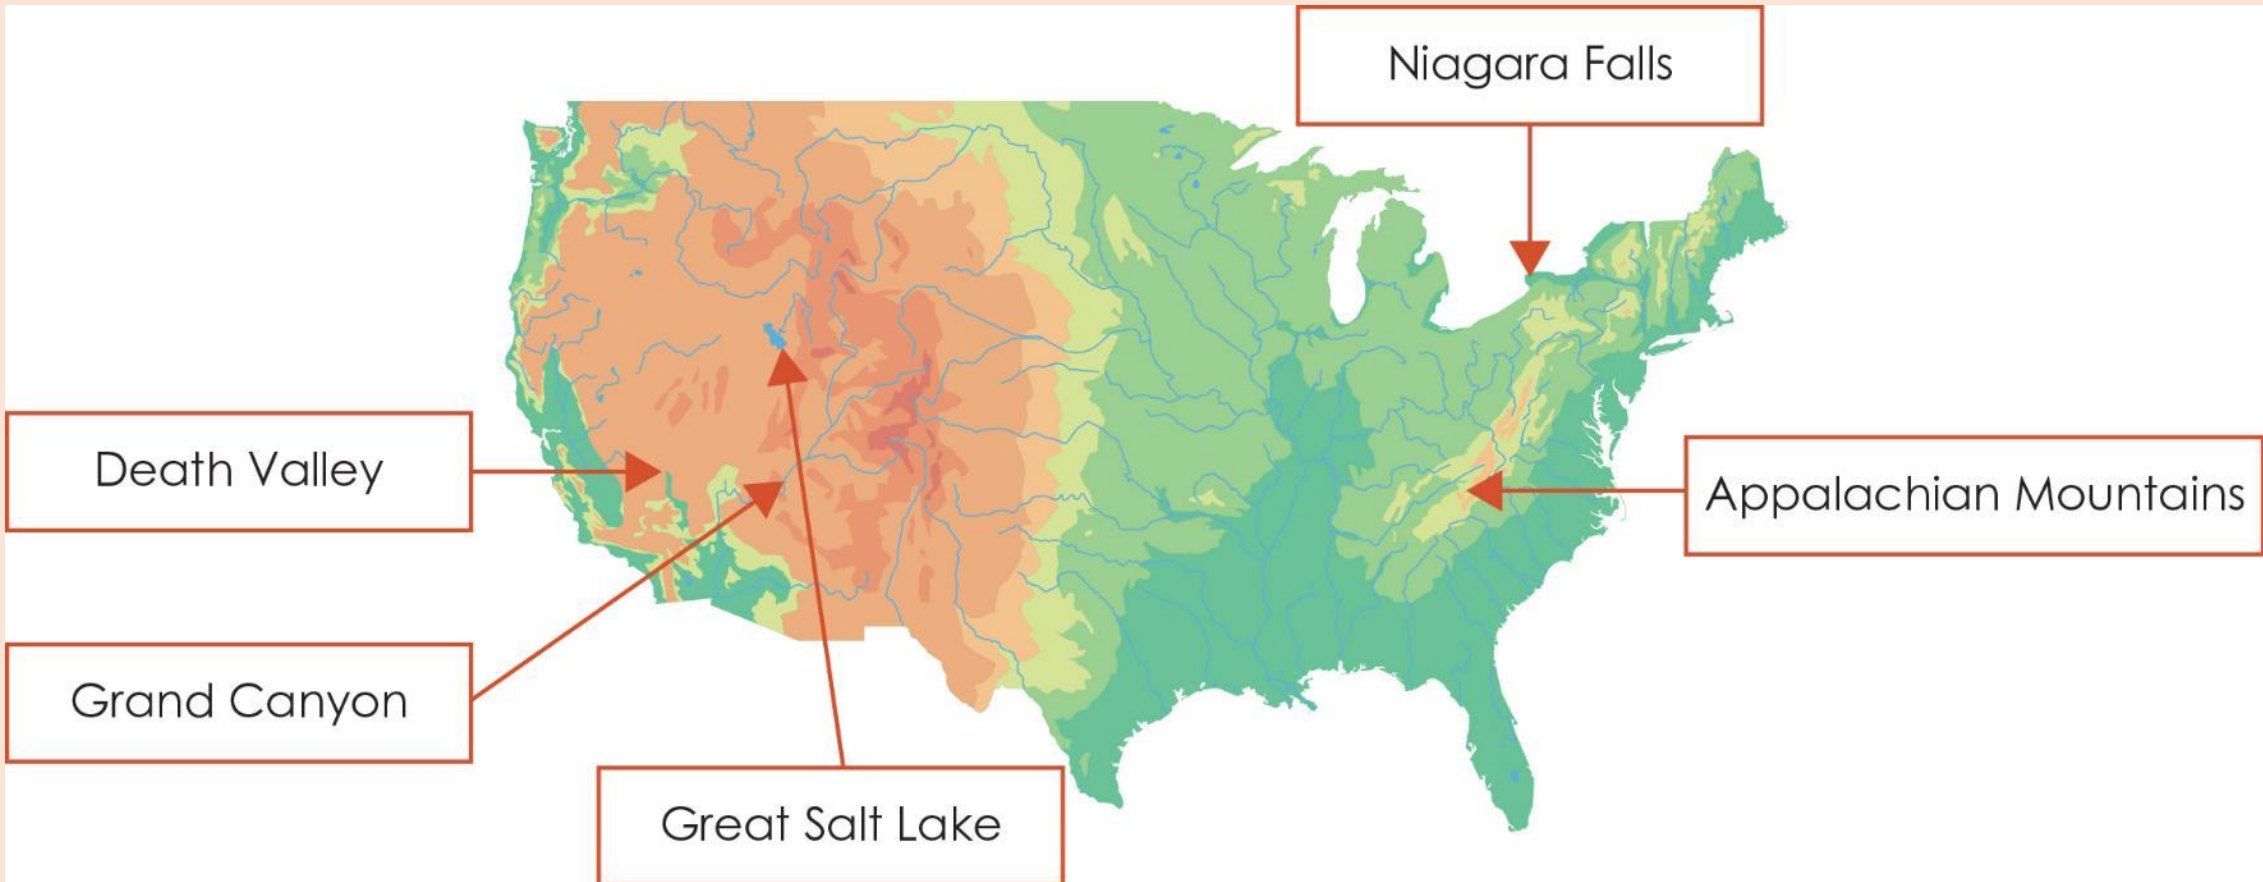 Niagara Falls
Death Valley
Appalachian Mountains
Grand Canyon
Great Salt Lake